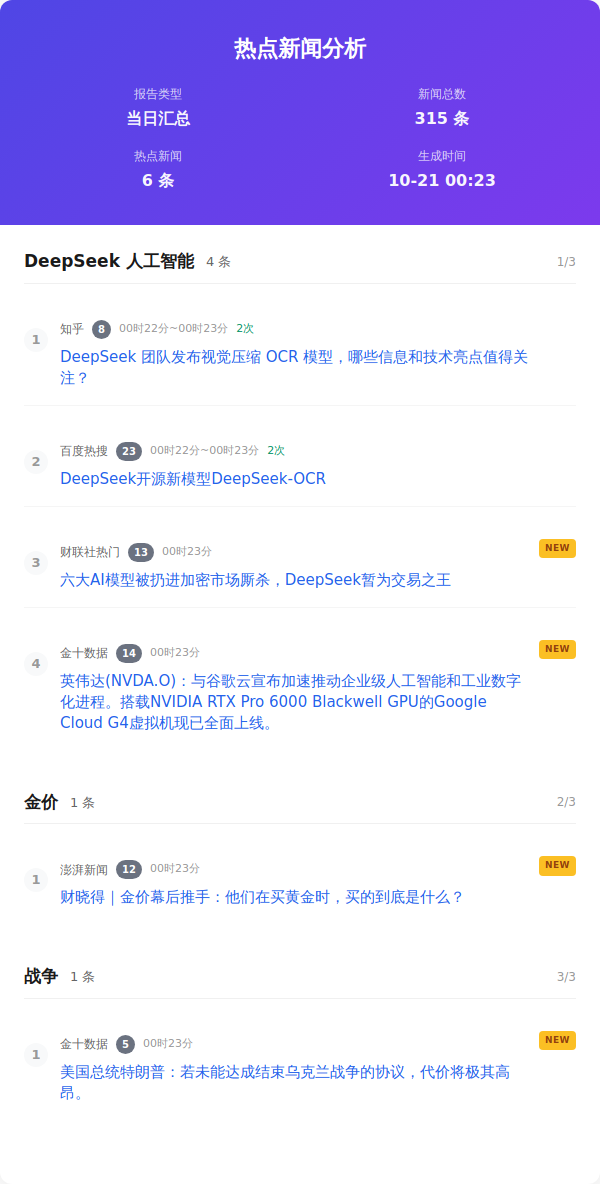 热点新闻分析
报告类型
新闻总数
当日汇总
315 条
热点新闻
生成时间
6 条
10-21 00:23
DeepSeek 人工智能 4 条 1/3
1
知乎 8 00时22分~00时23分 2次
DeepSeek 团队发布视觉压缩 OCR 模型，哪些信息和技术亮点值得关
注？
2
百度热搜 23 00时22分~00时23分 2次
DeepSeek开源新模型DeepSeek-OCR
3
财联社热门 13 00时23分 NEW
六大AI模型被扔进加密市场厮杀，DeepSeek暂为交易之王
4
金十数据 14 00时23分 NEW
英伟达(NVDA.O)：与谷歌云宣布加速推动企业级人工智能和工业数字
化进程。搭载NVIDIA RTX Pro 6000 Blackwell GPU的Google
Cloud G4虚拟机现已全面上线。
金价 1 条 2/3
1
澎湃新闻 12 00时23分 NEW
财晓得｜金价幕后推手：他们在买黄金时，买的到底是什么？
战争 1 条 3/3
1
金十数据 5 00时23分 NEW
美国总统特朗普：若未能达成结束乌克兰战争的协议，代价将极其高
昂。